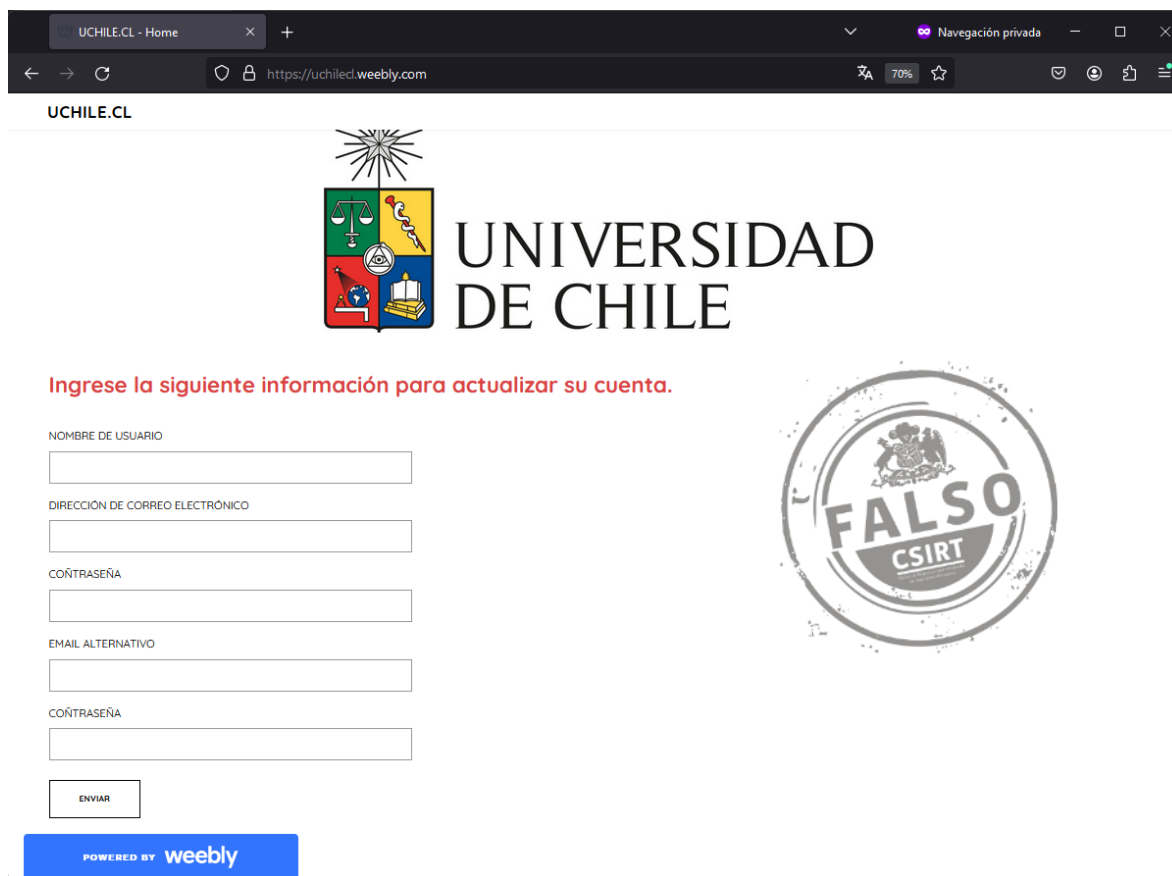 UCHILE.CL - Home
Navegación privada
https://uchilecl.weebly.com
70%
UCHILE.CL
UNIVERSIDAD
DE CHILE
Ingrese la siguiente información para actualizar su cuenta.
NOMBRE DE USUARIO
DIRECCIÓN DE CORREO ELECTRÓNICO
COÑTRASEÑA
EMAIL ALTERNATIVO
COÑTRASEÑA
ENVIAR
FALSO
CSIRT
POWERED BY weebly